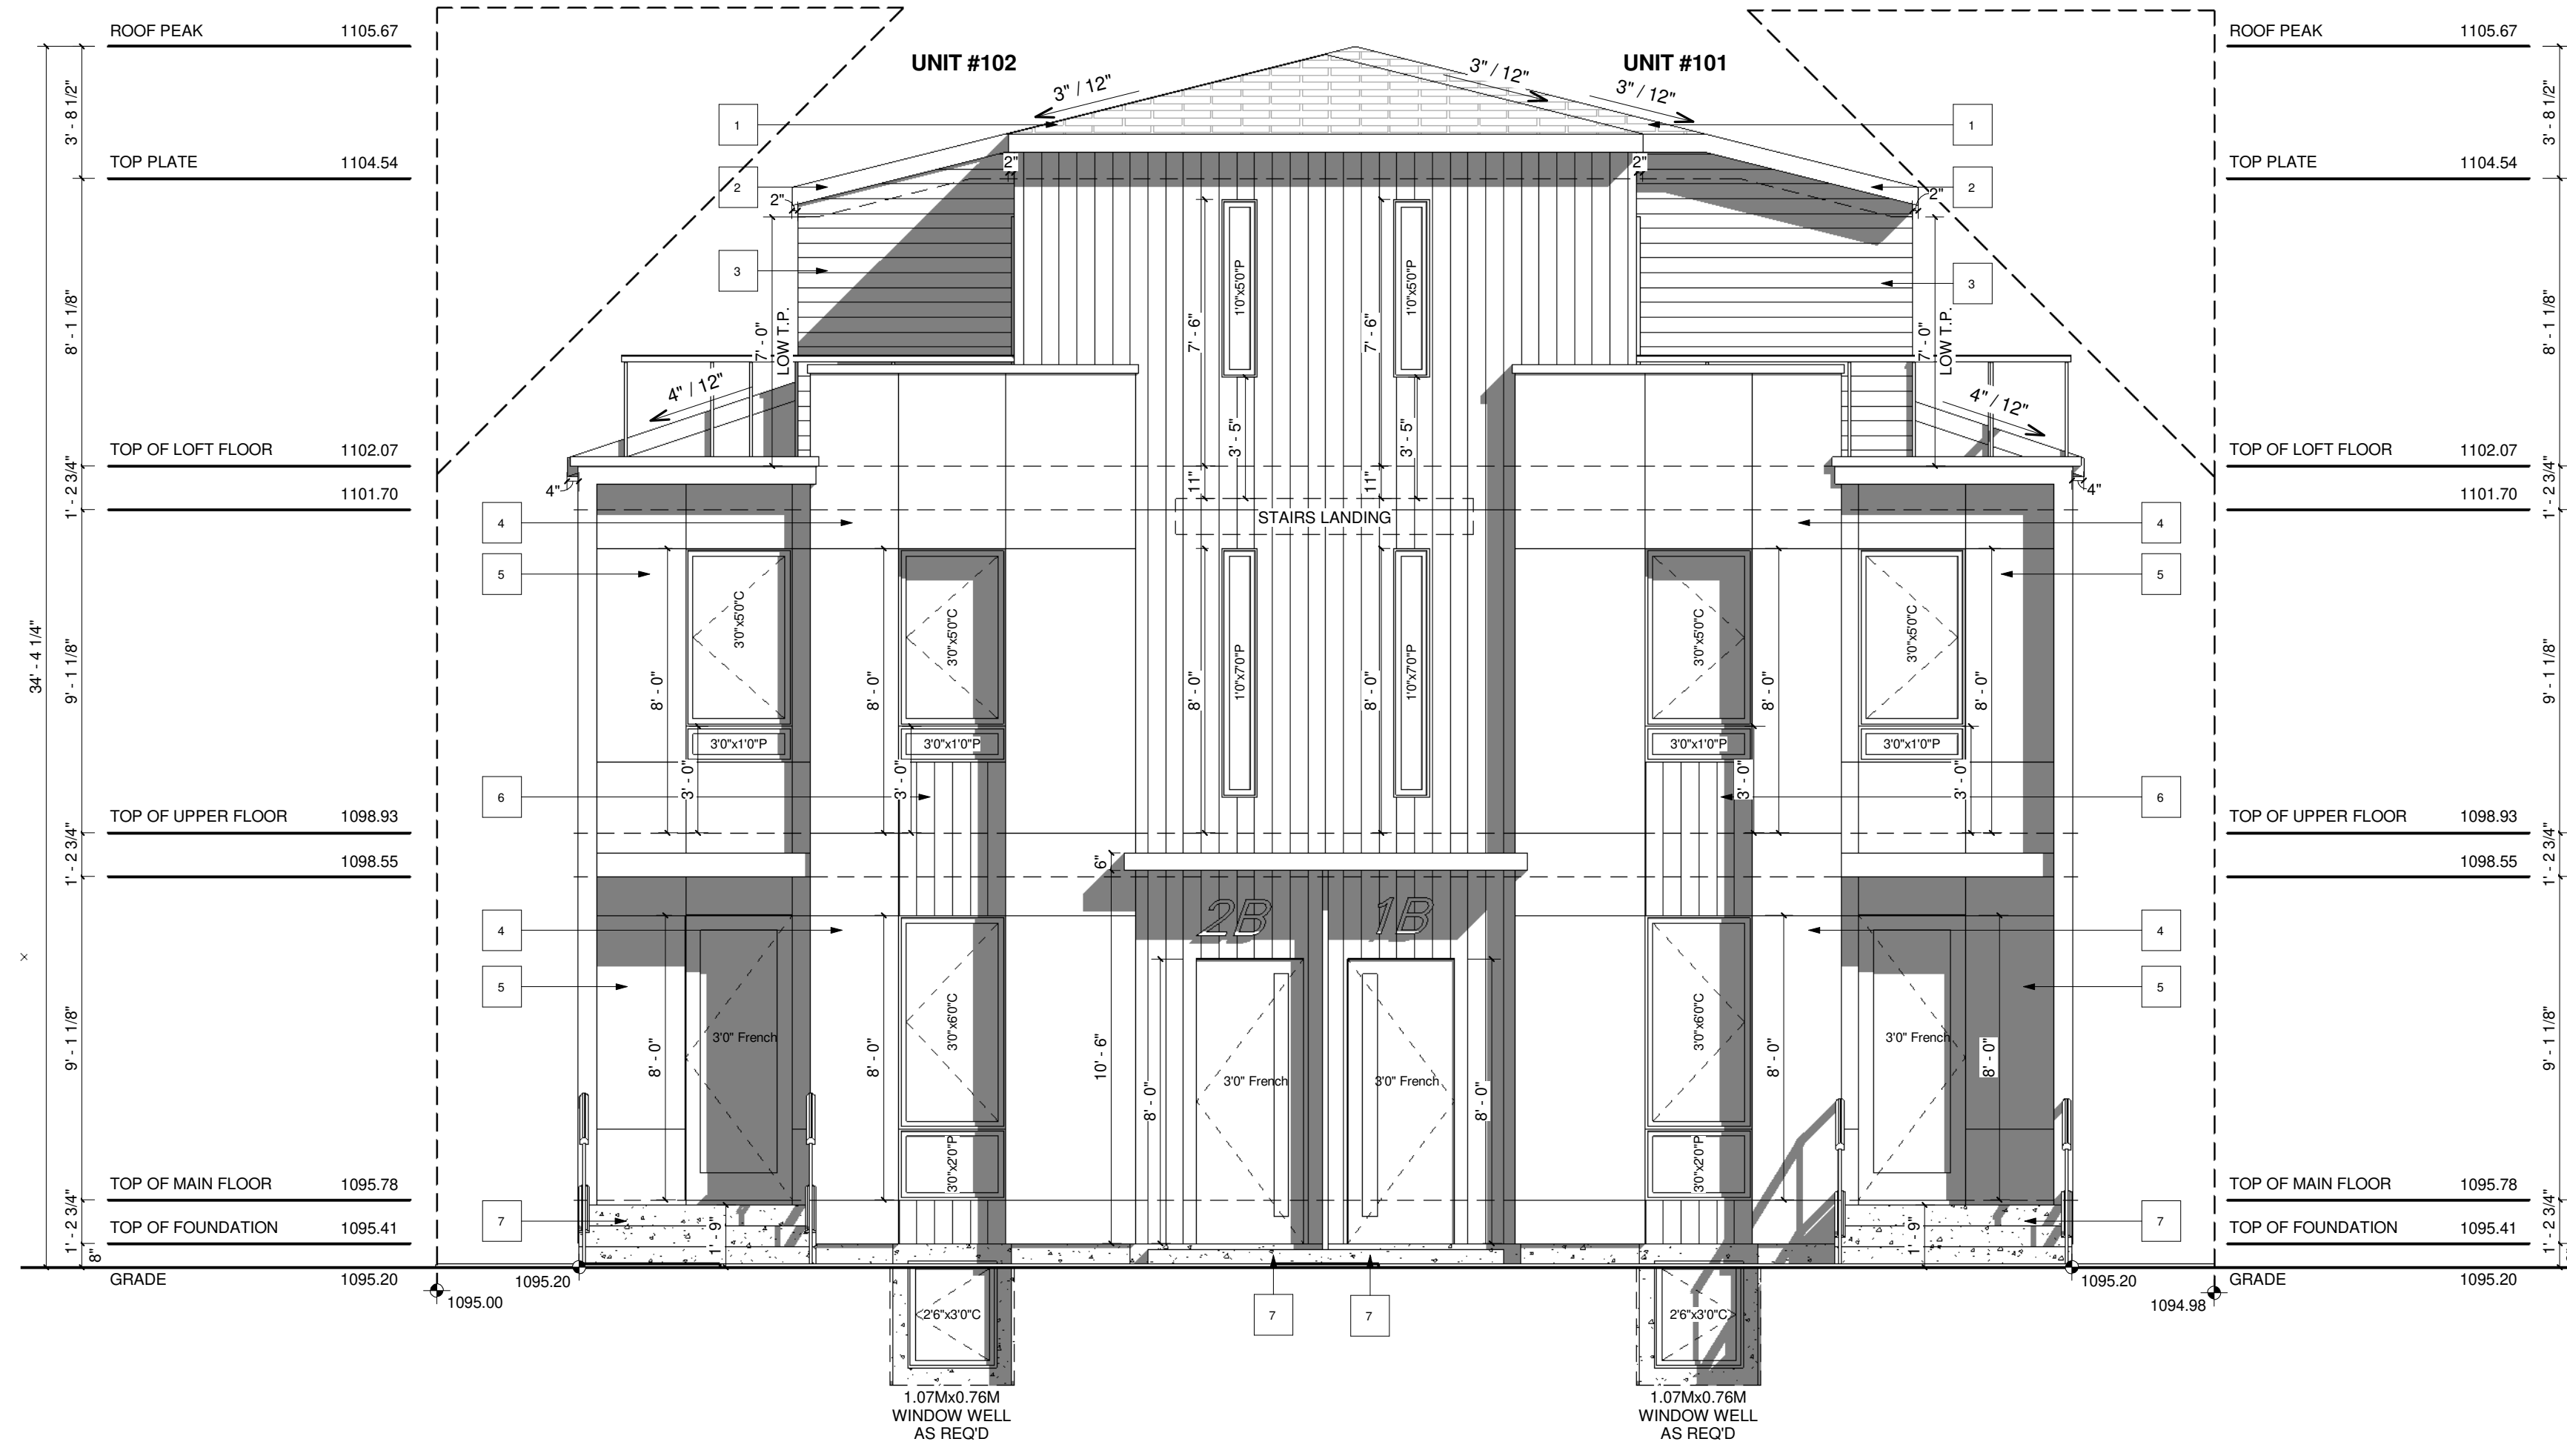 ROOF PEAK 1105.67
UNIT #102
UNIT #101
ROOF PEAK 1105.67
3' - 8 1/2"
3" / 12"
3" / 12"
3" / 12"
3' - 8 1/2"
1
1
TOP PLATE 1104.54
2"
2"
TOP PLATE 1104.54
2
2"
2
2"
3
3
8' - 1 1/8"
7' - 0"
LOW T.P.
7' - 6"
1'0"x5'0"P
7' - 6"
1'0"x5'0"P
7' - 0"
LOW T.P.
8' - 1 1/8"
4" / 12"
4" / 12"
3' - 5"
3' - 5"
TOP OF LOFT FLOOR 1102.07
TOP OF LOFT FLOOR 1102.07
4"
11"
11"
4"
1' - 2 3/4"
1101.70
1101.70
1' - 2 3/4"
4
STAIRS LANDING
4
5
5
34' - 4 1/4"
9' - 1 1/8"
8' - 0"
3'0"x5'0"C
8' - 0"
3'0"x5'0"C
8' - 0"
1'0"x7'0"P
8' - 0"
1'0"x7'0"P
3'0"x5'0"C
8' - 0"
3'0"x5'0"C
8' - 0"
9' - 1 1/8"
3'0"x1'0"P
3'0"x1'0"P
3'0"x1'0"P
3'0"x1'0"P
6
3' - 0"
3' - 0"
3' - 0"
3' - 0"
6
TOP OF UPPER FLOOR 1098.93
TOP OF UPPER FLOOR 1098.93
1' - 2 3/4"
1098.55
6"
1098.55
1' - 2 3/4"
4
2B
1B
4
5
5
9' - 1 1/8"
8' - 0"
3'0" French
8' - 0"
3'0"x6'0"C
10' - 6"
8' - 0"
3'0" French
3'0" French
8' - 0"
3'0"x6'0"C
8' - 0"
3'0" French
8' - 0"
9' - 1 1/8"
3'0"x2'0"P
3'0"x2'0"P
TOP OF MAIN FLOOR 1095.78
TOP OF MAIN FLOOR 1095.78
7
1' - 9"
1' - 9"
7
1' - 2 3/4"
TOP OF FOUNDATION 1095.41
TOP OF FOUNDATION 1095.41
1' - 2 3/4"
8"
GRADE 1095.20
1095.20
1095.20
GRADE 1095.20
1095.00
1094.98
2'6"x3'0"C
7
7
2'6"x3'0"C
1.07Mx0.76M
WINDOW WELL
AS REQ'D
1.07Mx0.76M
WINDOW WELL
AS REQ'D